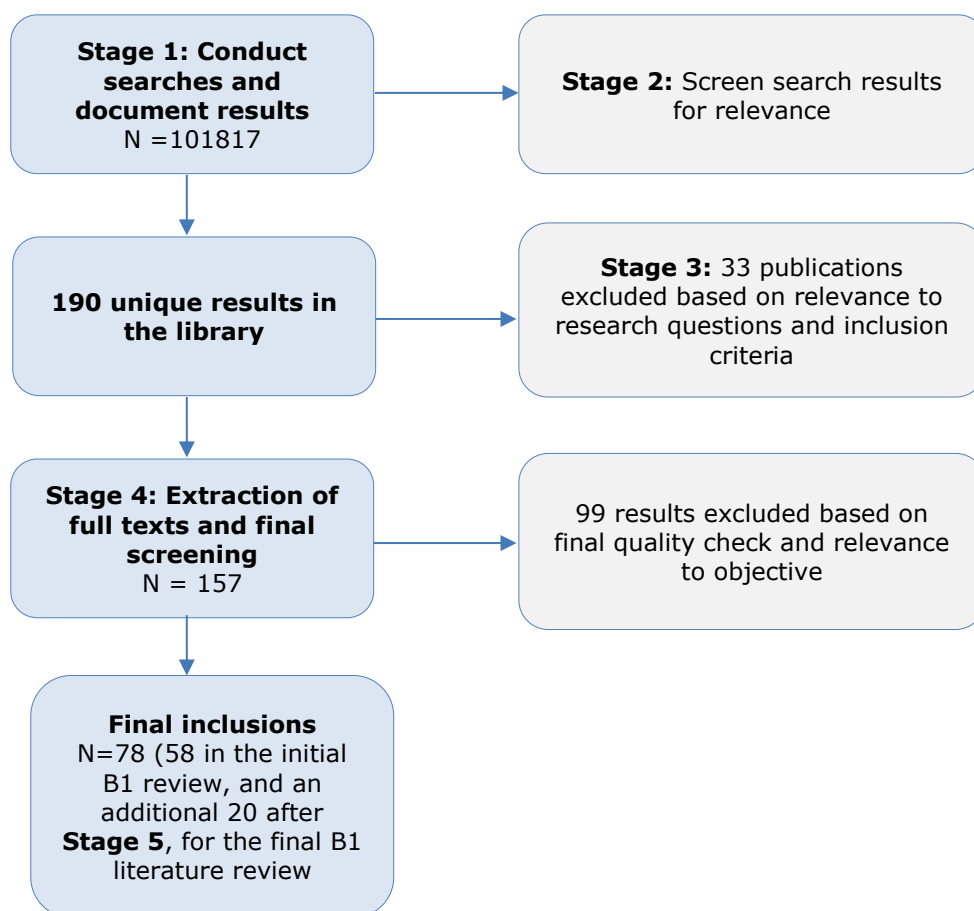 Stage 1: Conduct
searches and
document results
N =101817
Stage 2: Screen search results
for relevance
190 unique results in
the library
Stage 3: 33 publications
excluded based on relevance to
research questions and inclusion
criteria
Stage 4: Extraction of
full texts and final
screening
N = 157
99 results excluded based on
final quality check and relevance
to objective
Final inclusions
N=78 (58 in the initial
B1 review, and an
additional 20 after
Stage 5, for the final B1
literature review